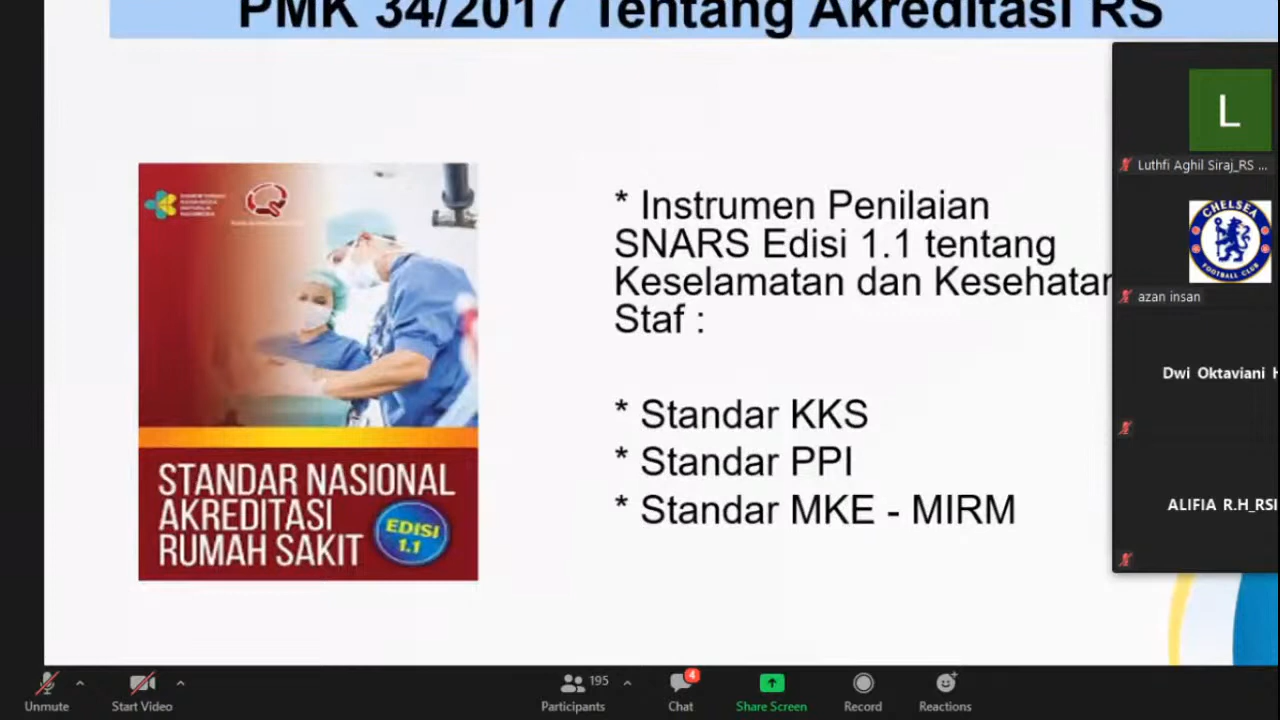 PMK 34/2017 Tentang Akreditasi RS
* Instrumen Penilaian
SNARS Edisi 1.1 tentang
Keselamatan dan Kesehatan
Staf :
* Standar KKS
* Standar PPI
* Standar MKE - MIRM
STANDAR NASIONAL
AKREDITASI
RUMAH SAKIT
EDISI
1.1
L
Luthfi Aghil Siraj_RS ...
CHELSEA
FOOTBALL CLUB
azan insan
Dwi Oktaviani H
ALIFIA R.H_RSI
Unmute
Start Video
195
Participants
4
Chat
Share Screen
Record
Reactions